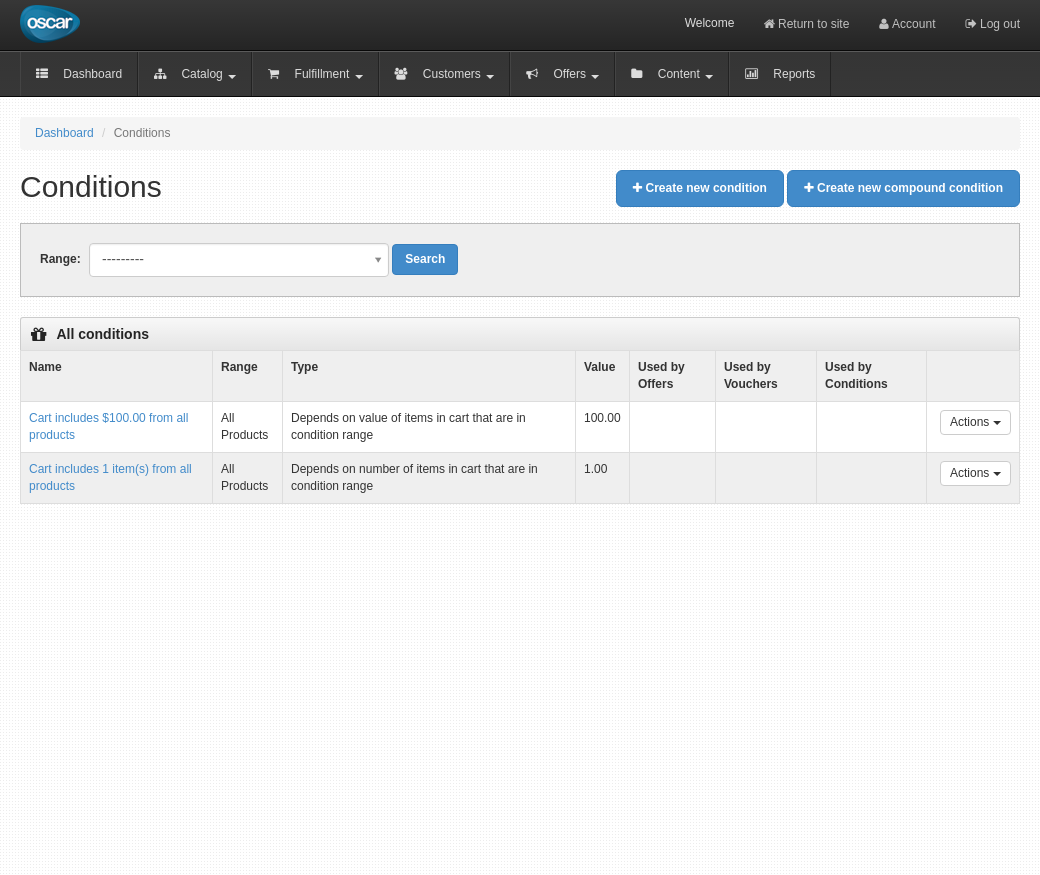 oscar
Welcome Return to site Account Log out
Dashboard Catalog Fulfillment Customers Offers Content Reports
Dashboard / Conditions
Conditions
Create new condition Create new compound condition
Range: --------- Search
All conditions
Name Range Type Value Used by Offers Used by Vouchers Used by Conditions
Cart includes $100.00 from all products All Products Depends on value of items in cart that are in condition range 100.00 Actions
Cart includes 1 item(s) from all products All Products Depends on number of items in cart that are in condition range 1.00 Actions